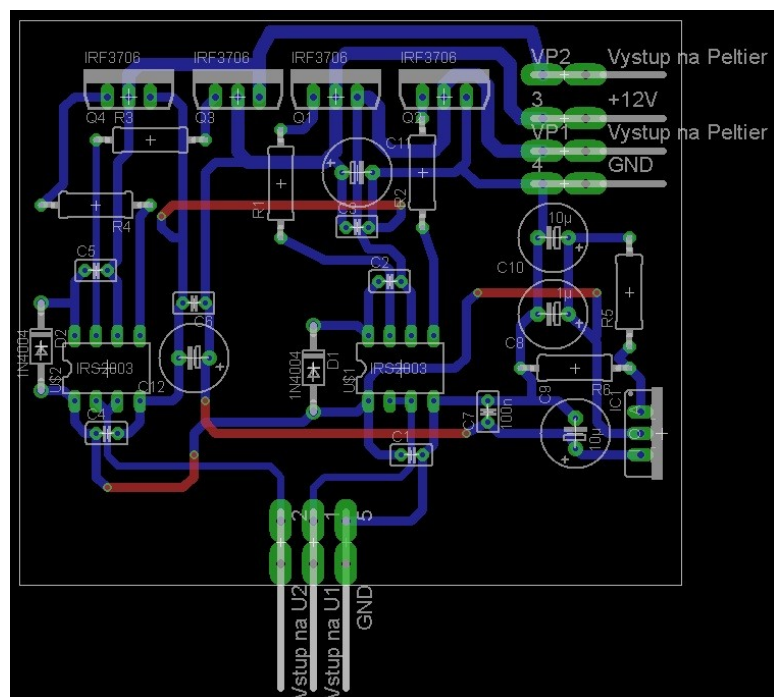 IRF3706
IRF3706
IRF3706
IRF3706
VP2
Vystup na Peltier
Q4
R3
Q3
Q1
Q2
3
+12V
C11
VP1
Vystup na Peltier
4
GND
R1
R2
R4
C3
10µ
C5
C2
C10
1µ
R5
C6
D2
1N4004
U$2
IRS2003
C12
1N4004
D1
U$1
IRS2003
C8
R6
IC1
C9
C4
C7
100n
10µ
C1
2
1
5
Vstup na U2
Vstup na U1
GND